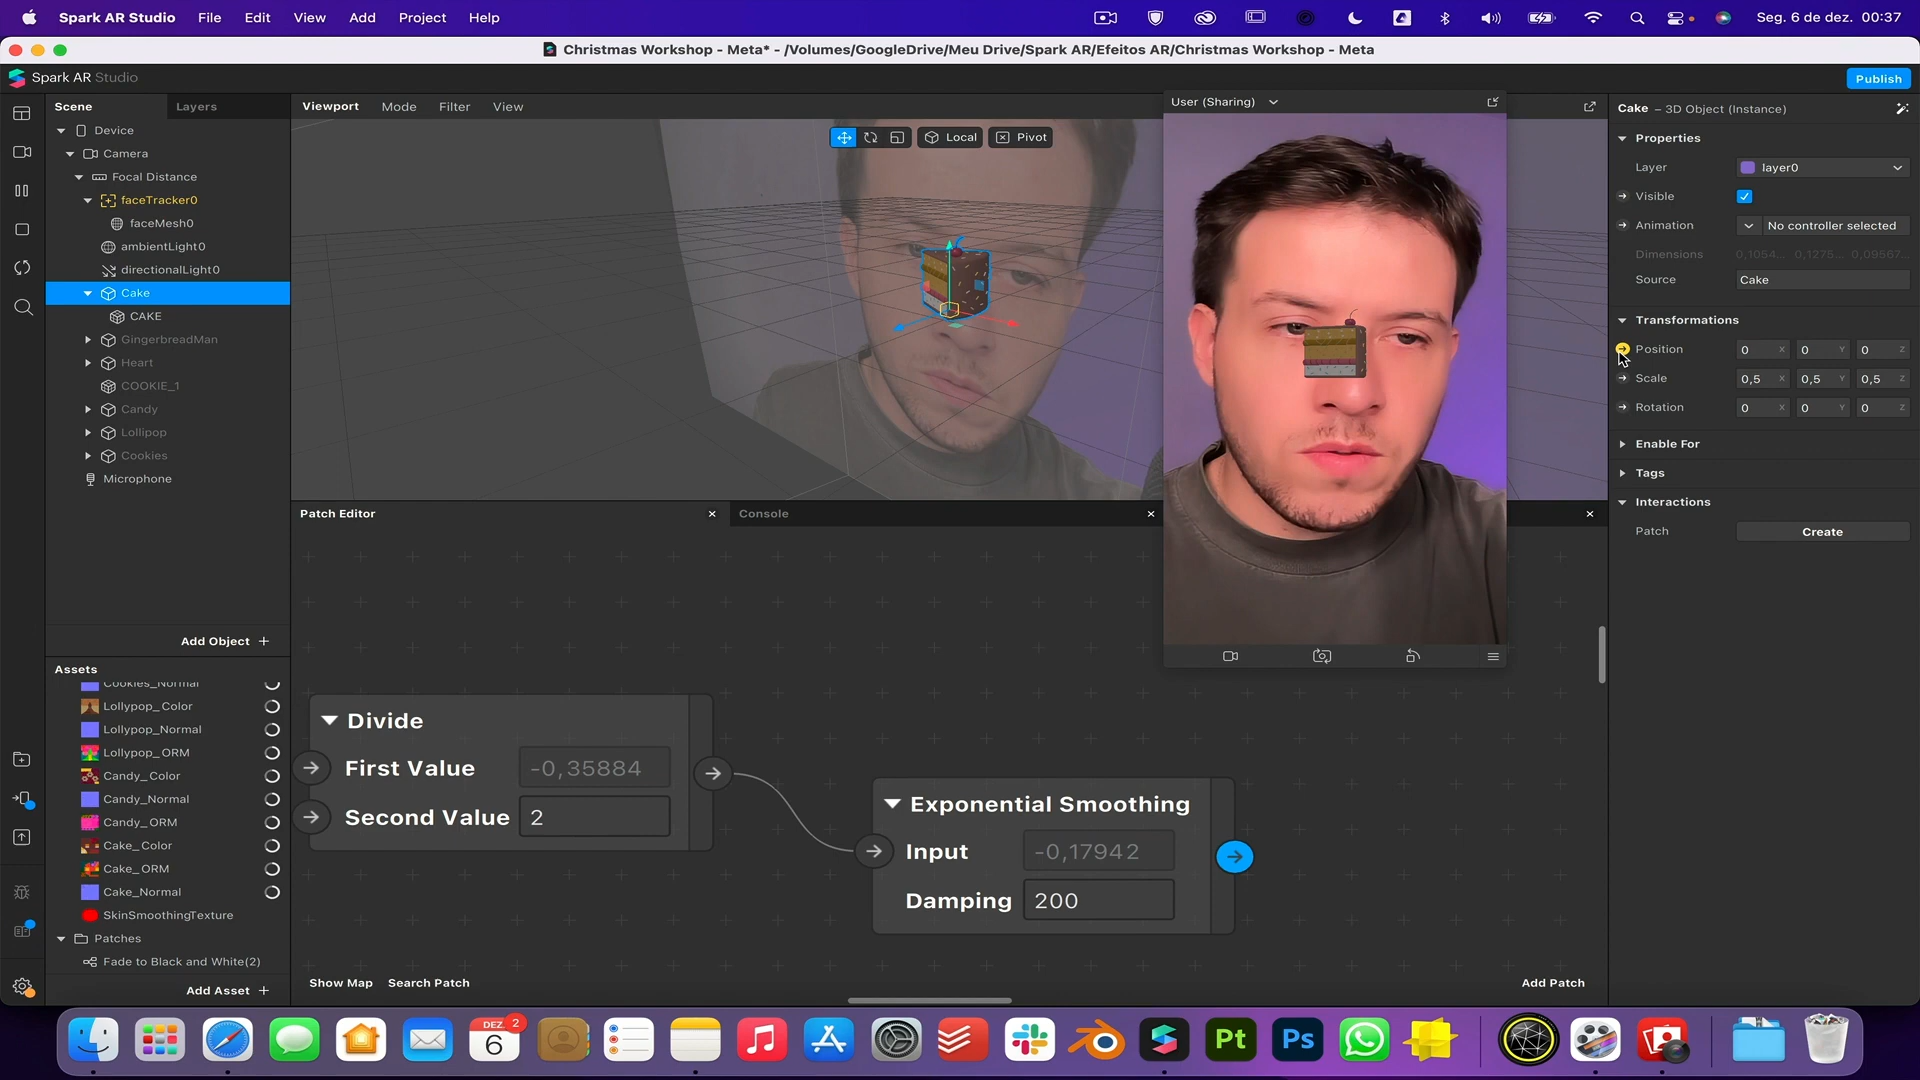 Spark AR Studio File Edit View Add Project Help Seg. 6 de dez. 00:37
Christmas Workshop - Meta* - /Volumes/GoogleDrive/Meu Drive/Spark AR/Efeitos AR/Christmas Workshop - Meta
Spark AR Studio Publish
Scene Layers
Device
Camera
Focal Distance
faceTracker0
faceMesh0
ambientLight0
directionalLight0
Cake
CAKE
GingerbreadMan
Heart
COOKIE_1
Candy
Lollipop
Cookies
Microphone
Add Object +
Assets
Cookies_Normal
Lollypop_Color
Lollypop_Normal
Lollypop_ORM
Candy_Color
Candy_Normal
Candy_ORM
Cake_Color
Cake_ORM
Cake_Normal
SkinSmoothingTexture
Patches
Fade to Black and White(2)
Add Asset +
Viewport Mode Filter View
Local Pivot
User (Sharing)
Patch Editor Console
Divide
First Value -0,35884
Second Value 2
Exponential Smoothing
Input -0,17942
Damping 200
Show Map Search Patch Add Patch
Cake – 3D Object (Instance)
Properties
Layer layer0
Visible
Animation No controller selected
Dimensions 0,1054... 0,1275... 0,09567...
Source Cake
Transformations
Position 0 X 0 Y 0 Z
Scale 0,5 X 0,5 Y 0,5 Z
Rotation 0 X 0 Y 0 Z
Enable For
Tags
Interactions
Patch Create
DEZ. 2
6
Pt
Ps